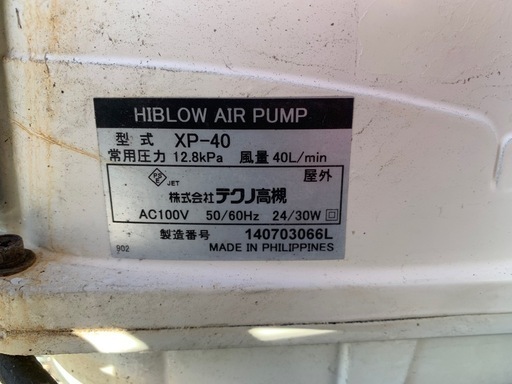 HIBLOW AIR PUMP
型式 XP-40
常用圧力 12.8kPa 風量 40L/min
JET 屋外
株式会社テクノ高槻
AC100V 50/60Hz 24/30W
製造番号 140703066L
902 MADE IN PHILIPPINES